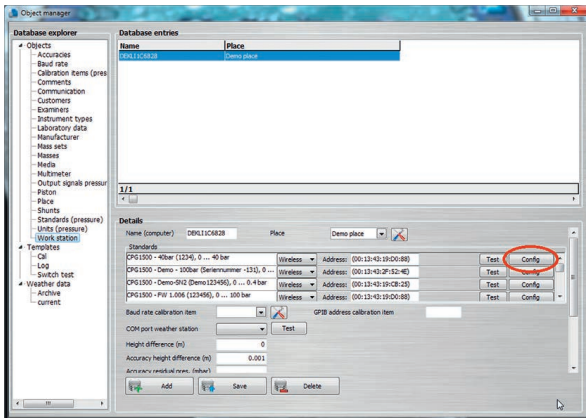 Object manager
Database explorer
Objects
Accuracies
Baud rate
Calibration items (pres
Comments
Communication
Customers
Examiners
Instrument types
Laboratory data
Manufacturer
Mass sets
Masses
Media
Multimeter
Output signals pressur
Piston
Place
Shunts
Standards (pressure)
Units (pressure)
Work station
Templates
Cal
Log
Switch test
Weather data
Archive
current
Database entries
Name Place
Demo place
1/1
Details
Name (computer) DEKLI1C6828 Place Demo place
Standards
CPG1500 - 40bar (1234), 0 ... 40 bar Wireless Address: (00:13:43:19:D0:88) Test Config
CPG1500 - Demo - 100bar (Seriennummer -131), 0 ... Wireless Address: (00:13:43:2F:52:4E) Test Config
CPG1500 - Demo-SN2 (Demo123456), 0 ... 0.4 bar Wireless Address: (00:13:43:19:CB:25) Test Config
CPG1500 - FW 1.006 (123456), 0 ... 100 bar Wireless Address: (00:13:43:19:D0:88) Test Config
Baud rate calibration item GPIB address calibration item
COM port weather station Test
Height difference (m) 0
Accuracy height difference (m) 0.001
Accuracy residual pres. (mbar)
Add Save Delete